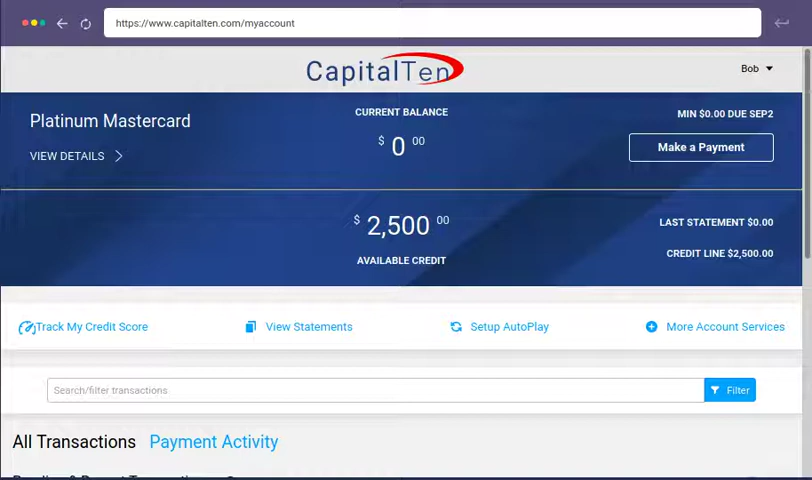 https://www.capitalten.com/myaccount
CapitalTen
Bob
Platinum Mastercard
VIEW DETAILS
CURRENT BALANCE
$ 0 00
MIN $0.00 DUE SEP2
Make a Payment
$ 2,500 00
AVAILABLE CREDIT
LAST STATEMENT $0.00
CREDIT LINE $2,500.00
Track My Credit Score
View Statements
Setup AutoPlay
More Account Services
Search/filter transactions
Filter
All Transactions
Payment Activity